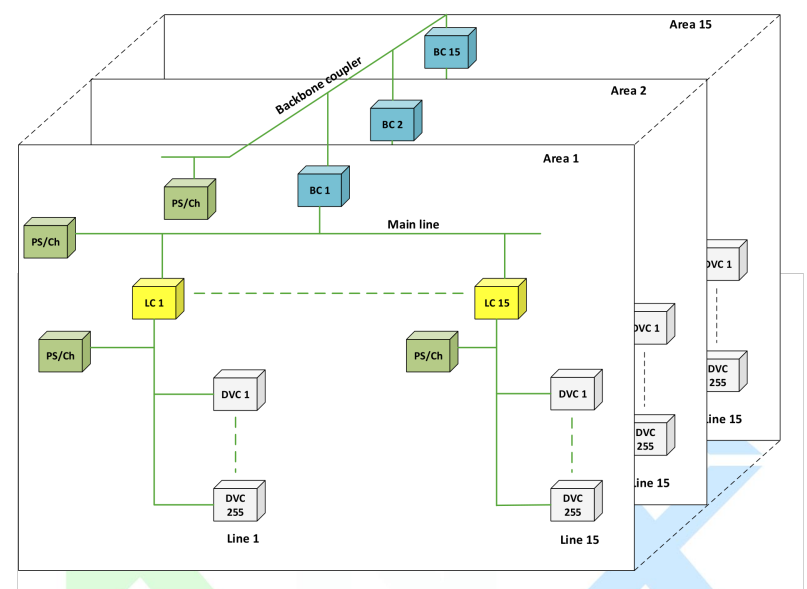 Area 15
BC 15
Backbone coupler
Area 2
BC 2
Area 1
PS/Ch
BC 1
Main line
PS/Ch
DVC 1
LC 1
LC 15
DVC 1
PS/Ch
PS/Ch
DVC
255
DVC 1
DVC 1
Line 15
DVC
255
Line 15
DVC
255
DVC
255
Line 1
Line 15